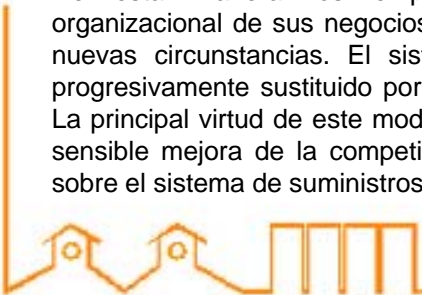 organizacional de sus negocios
nuevas circunstancias. El sis
progresivamente sustituido por
La principal virtud de este mod
sensible mejora de la competi
sobre el sistema de suministros